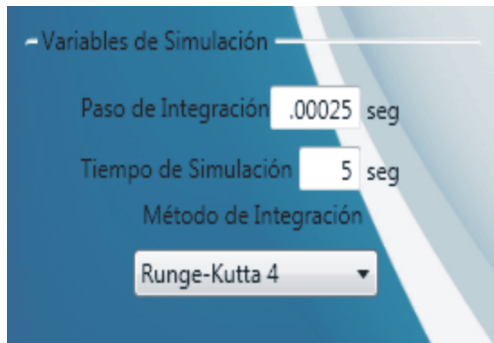 Variables de Simulación
Paso de Integración .00025 seg
Tiempo de Simulación 5 seg
Método de Integración
Runge-Kutta 4